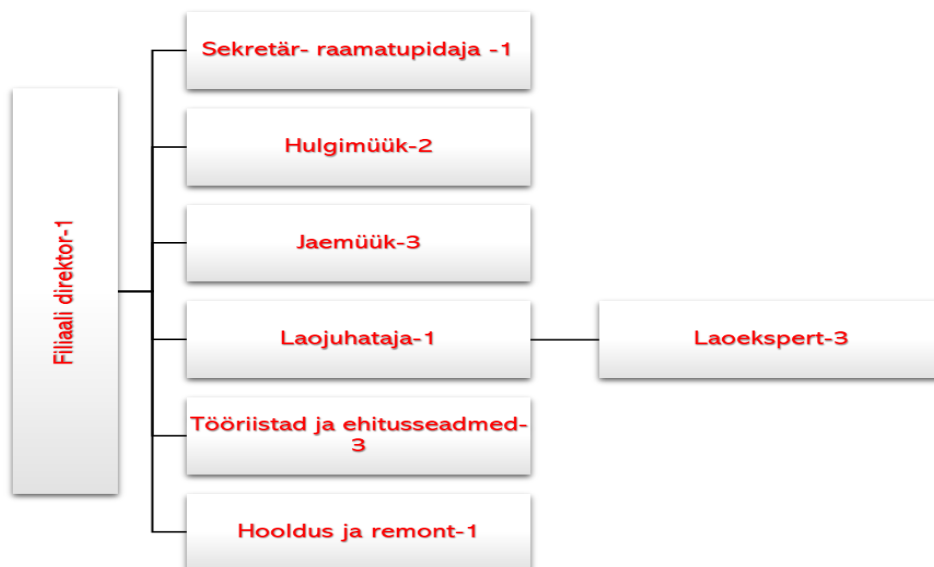 Filiaali direktor-1
Sekretär- raamatupidaja -1
Hulgimüük-2
Jaemüük-3
Laojuhataja-1
Laoekspert-3
Tööriistad ja ehitusseadmed-
3
Hooldus ja remont-1